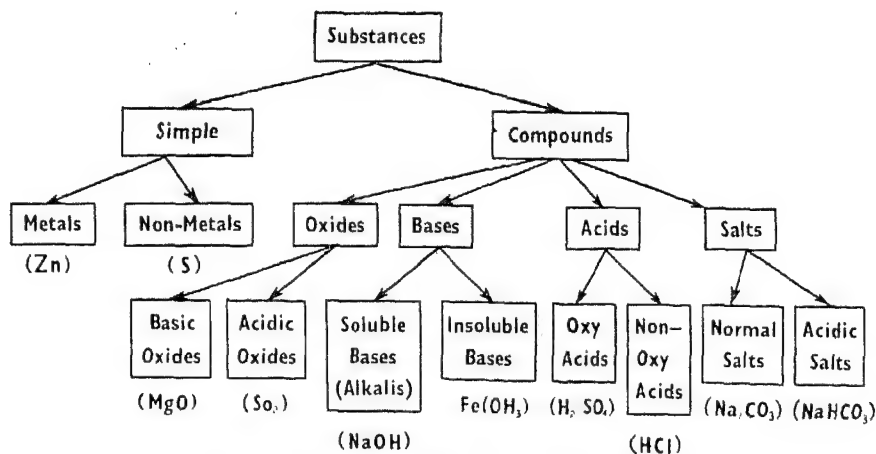 Substances
Simple
Compounds
Metals
Non-Metals
Oxides
Bases
Acids
Salts
(Zn)
(S)
Basic
Oxides
Acidic
Oxides
Soluble
Bases
(Alkalis)
Insoluble
Bases
Oxy
Acids
Non-
Oxy
Acids
Normal
Salts
Acidic
Salts
(MgO)
(So₂)
(NaOH)
Fe(OH₃)
(H₂ SO₄)
(HCl)
(Na₂CO₃)
(NaHCO₃)